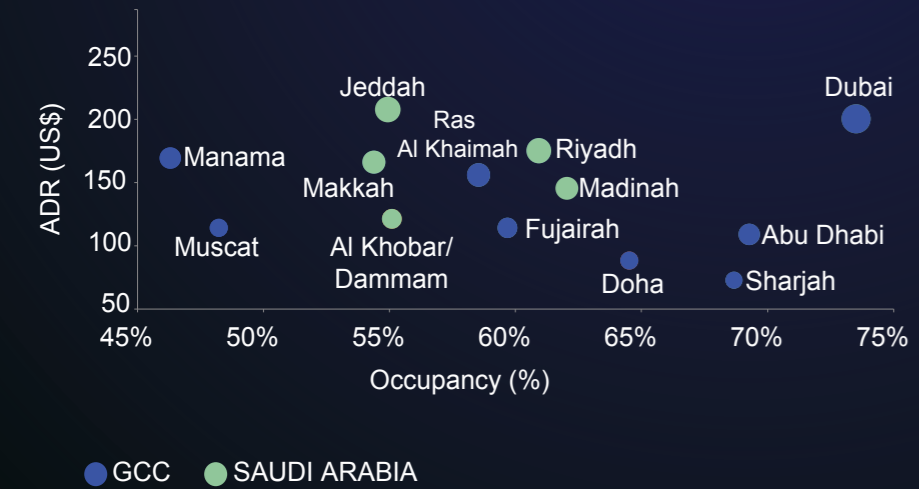 ADR (US$)
250
200
150
100
50
Jeddah
Dubai
Ras
Al Khaimah
Riyadh
Manama
Makkah
Madinah
Muscat
Al Khobar/
Dammam
Fujairah
Abu Dhabi
Doha
Sharjah
45%
50%
55%
60%
65%
70%
75%
Occupancy (%)
GCC
SAUDI ARABIA